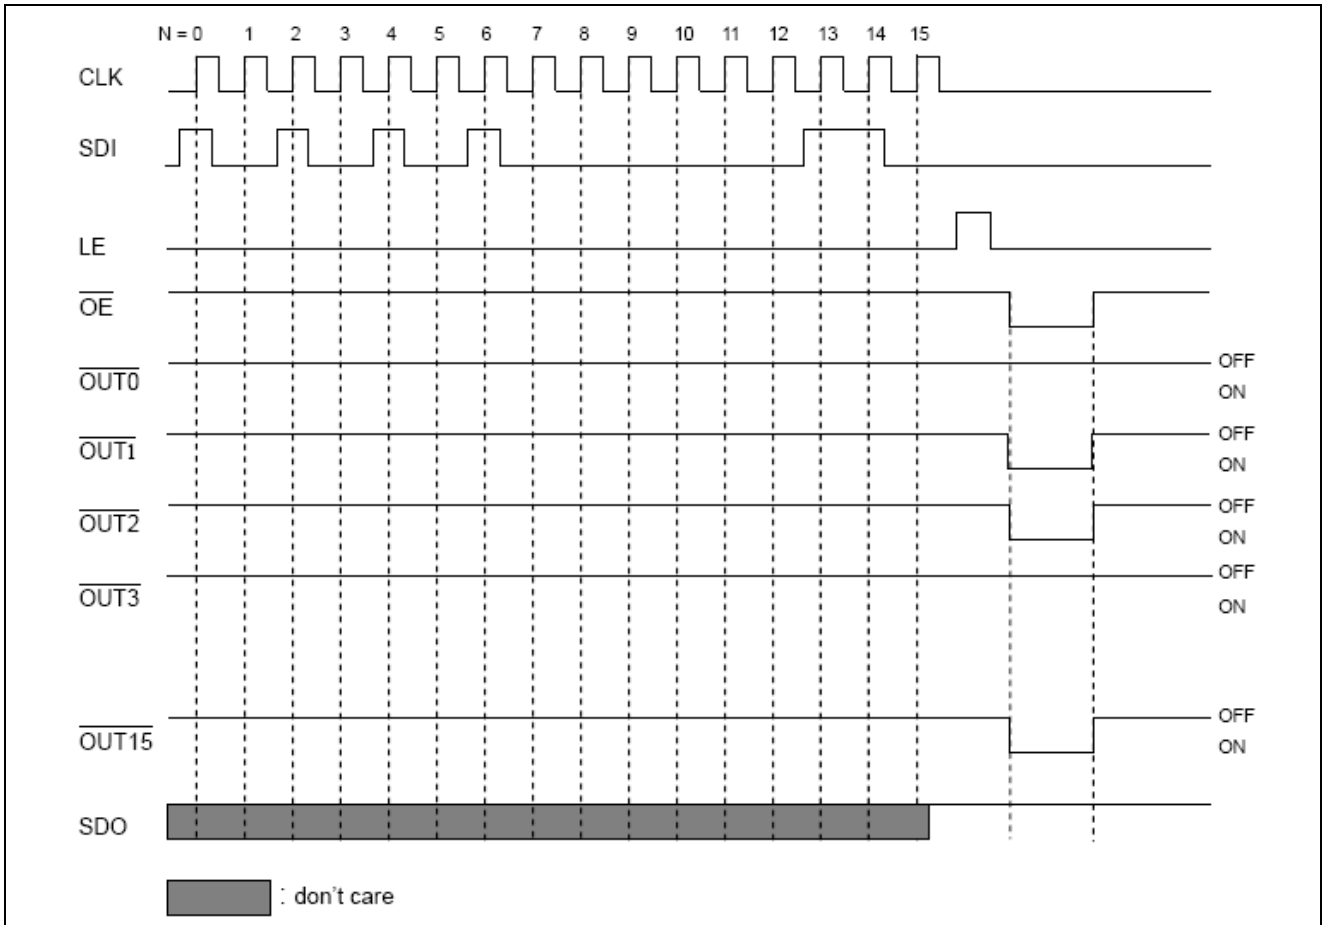 N = 0 1 2 3 4 5 6 7 8 9 10 11 12 13 14 15
CLK
SDI
LE
OE
OUT0
OFF
ON
OUT1
OFF
ON
OUT2
OFF
ON
OUT3
OFF
ON
OUT15
OFF
ON
SDO
: don't care